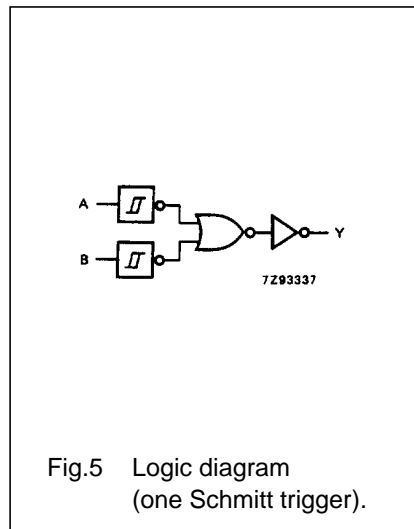 A
B
Y
7Z93337
Fig.5 Logic diagram
(one Schmitt trigger).